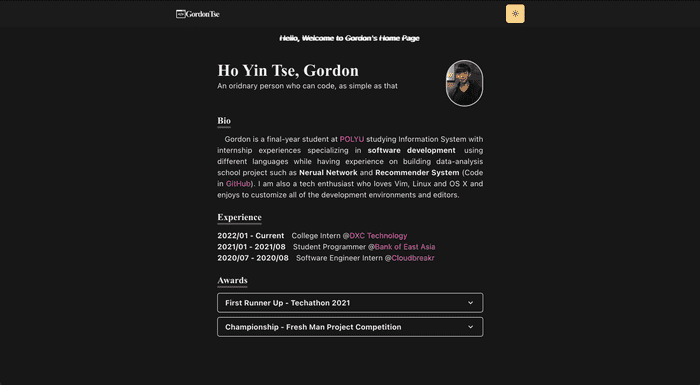 GordonTse
Hello, Welcome to Gordon's Home Page
Ho Yin Tse, Gordon
An oridnary person who can code, as simple as that
Bio
Gordon is a final-year student at POLYU studying Information System with
internship experiences specializing in software development using
different languages while having experience on building data-analysis
school project such as Nerual Network and Recommender System (Code
in GitHub). I am also a tech enthusiast who loves Vim, Linux and OS X and
enjoys to customize all of the development environments and editors.
Experience
2022/01 - Current College Intern @DXC Technology
2021/01 - 2021/08 Student Programmer @Bank of East Asia
2020/07 - 2020/08 Software Engineer Intern @Cloudbreakr
Awards
First Runner Up - Techathon 2021
Championship - Fresh Man Project Competition